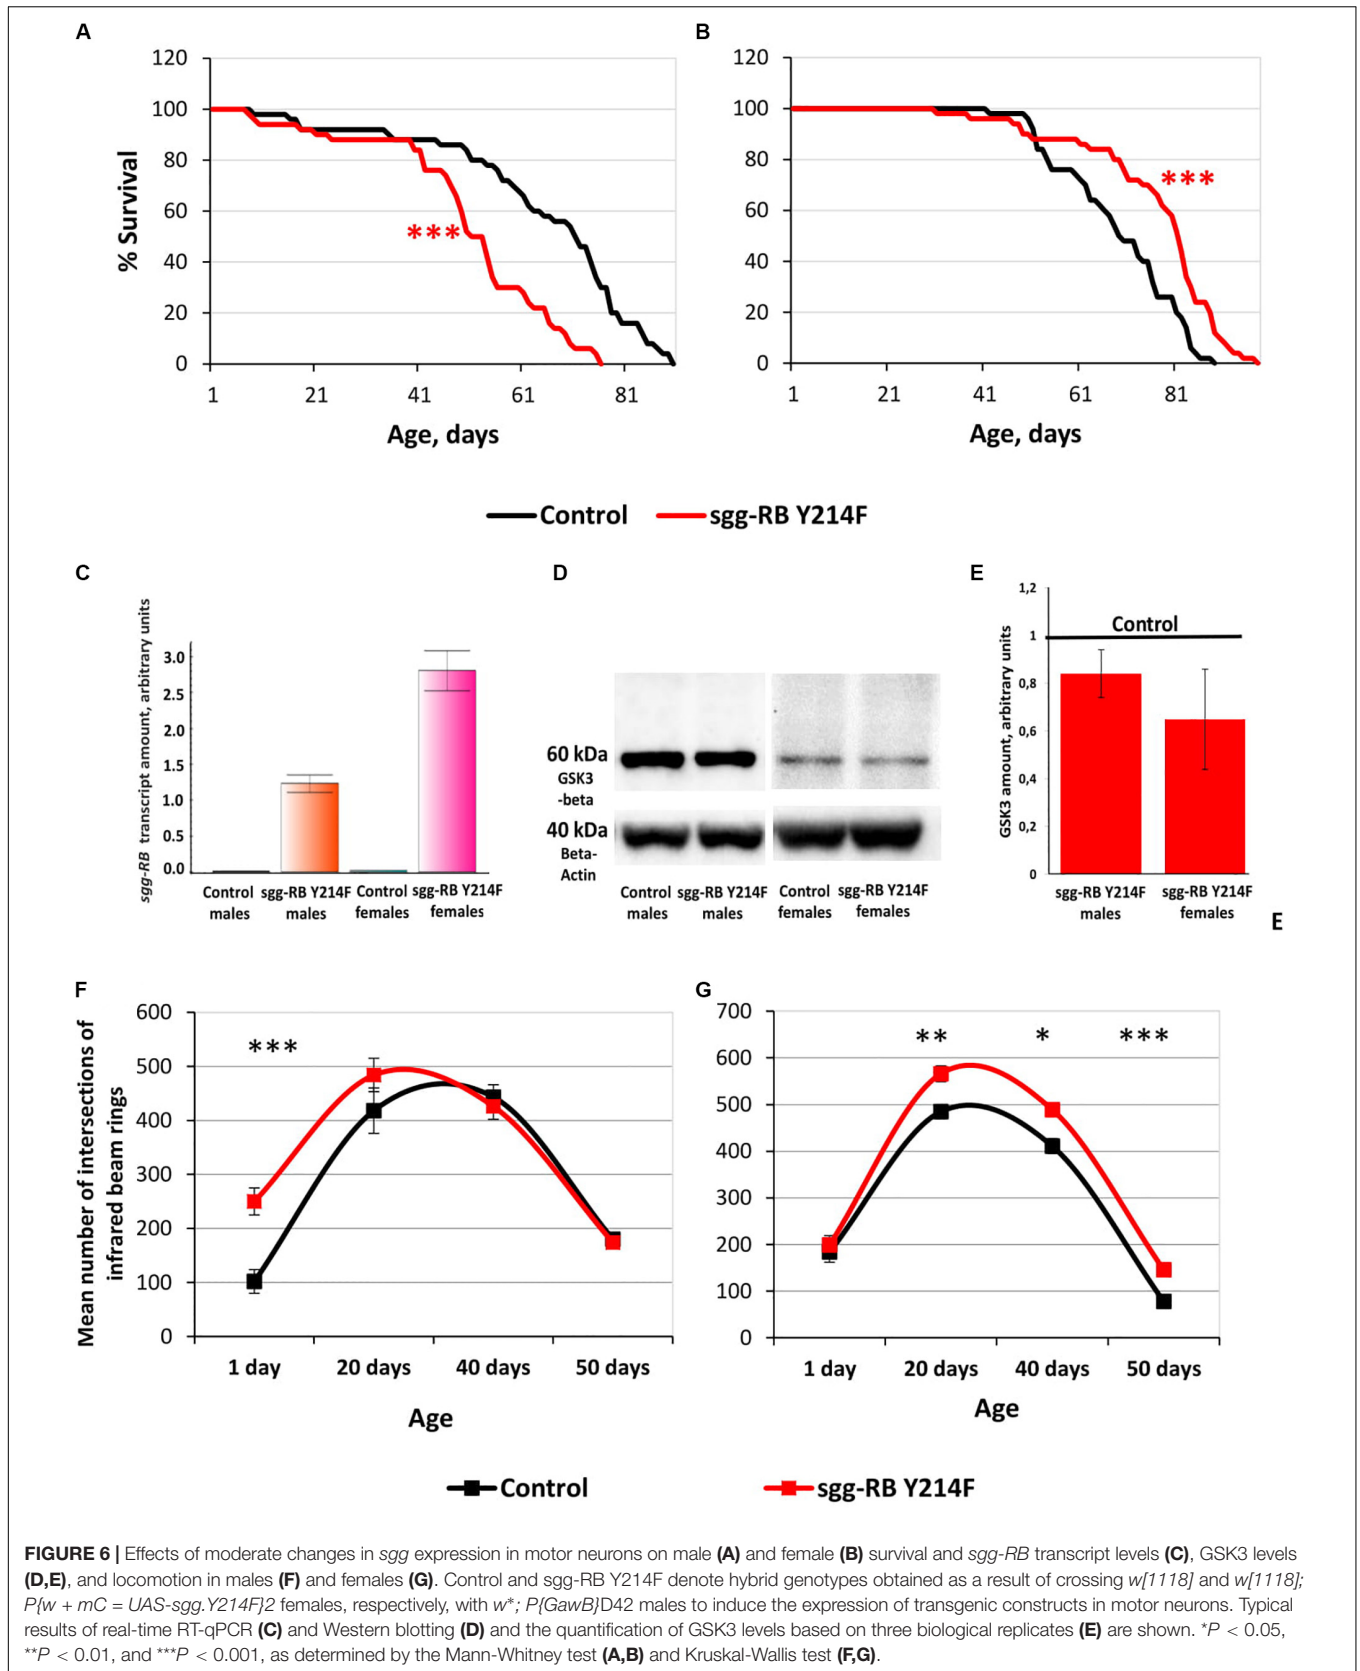 A
B
120
100
80
60
40
20
0
% Survival
***
1 21 41 61 81
Age, days
120
100
80
60
40
20
0
***
1 21 41 61 81
Age, days
Control sgg-RB Y214F
C
D
E
sgg-RB transcript amount, arbitrary units
3.0
2.5
2.0
1.5
1.0
0.5
0.0
Control males
sgg-RB Y214F males
Control females
sgg-RB Y214F females
60 kDa
GSK3
-beta
40 kDa
Beta-
Actin
Control males
sgg-RB Y214F males
Control females
sgg-RB Y214F females
GSK3 amount, arbitrary units
1,2
1
0,8
0,6
0,4
0,2
0
Control
sgg-RB Y214F males
sgg-RB Y214F females
E
F
G
Mean number of intersections of
infrared beam rings
600
500
400
300
200
100
0
***
1 day 20 days 40 days 50 days
Age
700
600
500
400
300
200
100
0
** * ***
1 day 20 days 40 days 50 days
Age
Control sgg-RB Y214F
FIGURE 6 | Effects of moderate changes in sgg expression in motor neurons on male (A) and female (B) survival and sgg-RB transcript levels (C), GSK3 levels
(D,E), and locomotion in males (F) and females (G). Control and sgg-RB Y214F denote hybrid genotypes obtained as a result of crossing w[1118] and w[1118];
P{w + mC = UAS-sgg.Y214F}2 females, respectively, with w*; P{GawB}D42 males to induce the expression of transgenic constructs in motor neurons. Typical
results of real-time RT-qPCR (C) and Western blotting (D) and the quantification of GSK3 levels based on three biological replicates (E) are shown. *P < 0.05,
**P < 0.01, and ***P < 0.001, as determined by the Mann-Whitney test (A,B) and Kruskal-Wallis test (F,G).